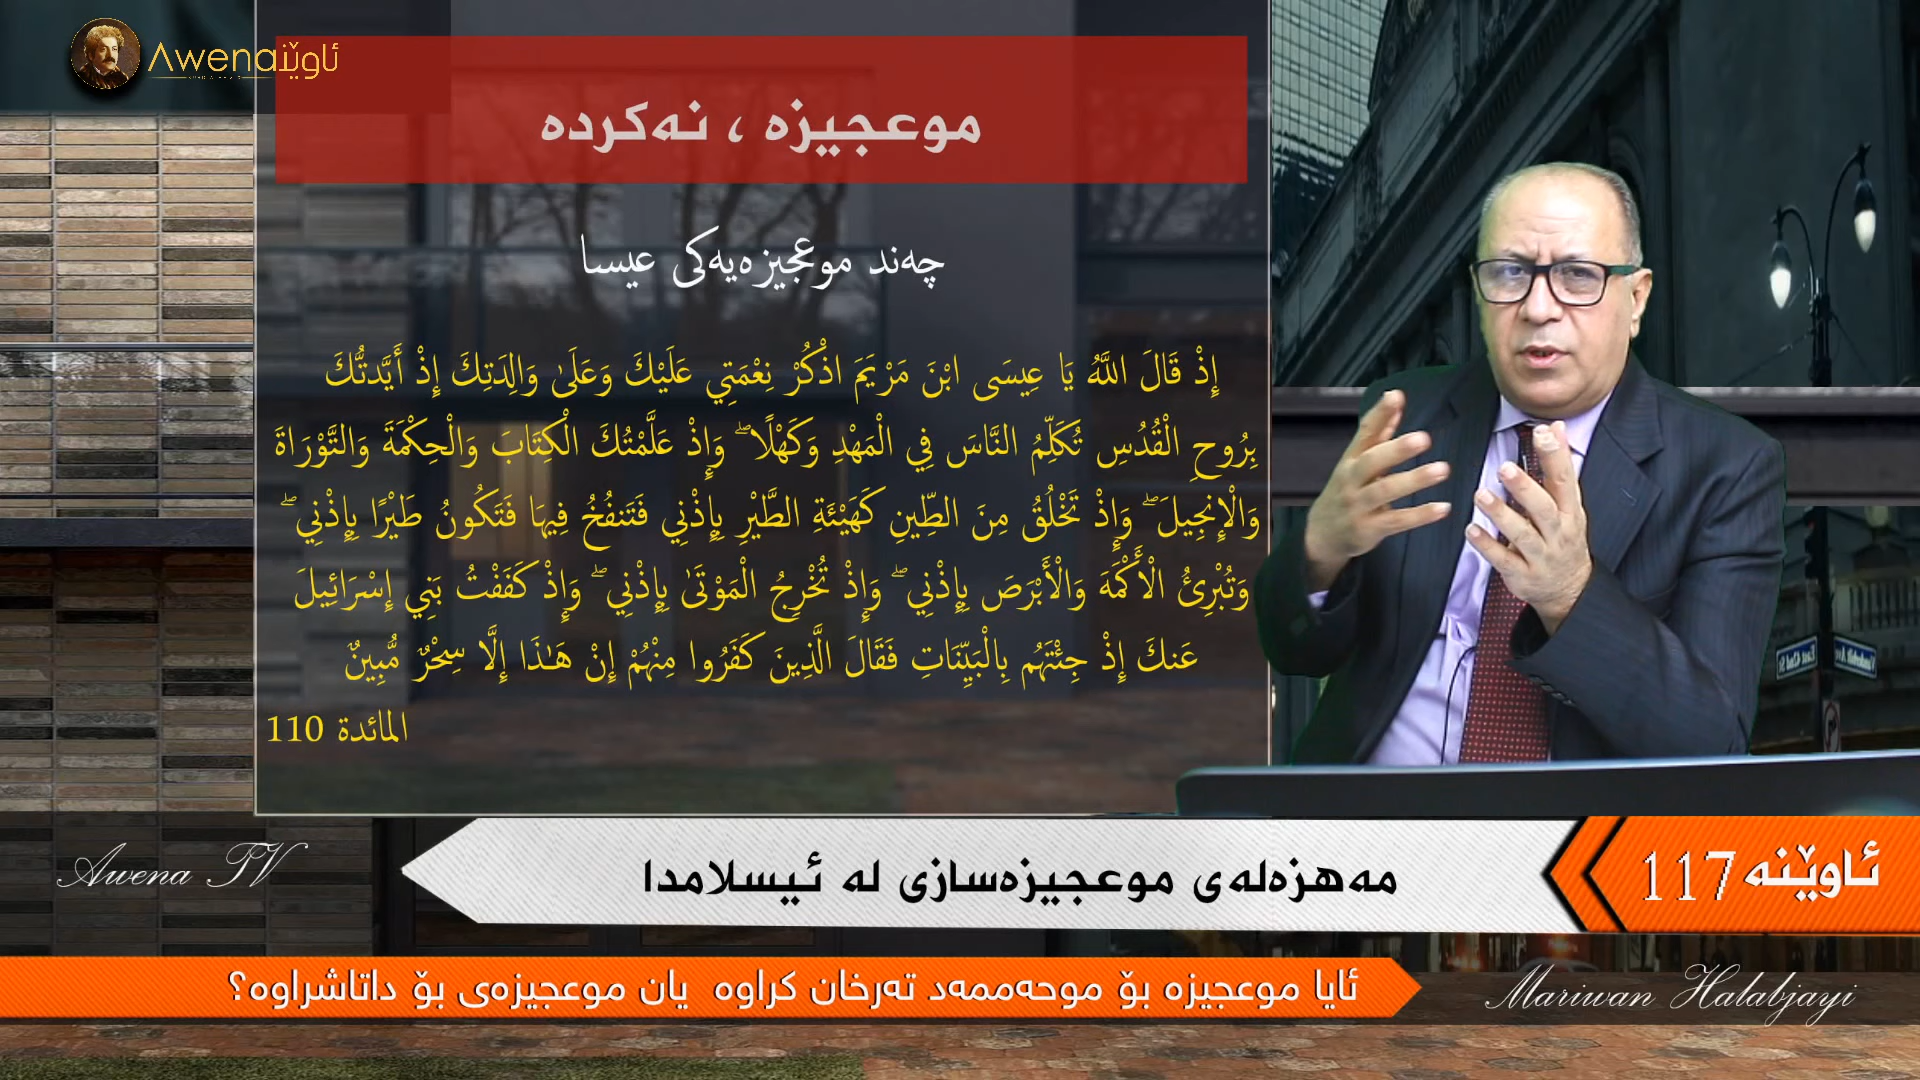 Awena ئاوێنە
موعجیزە ، نەکردە
چەند موعجیزەیەکی عیسا
إِذْ قَالَ اللَّهُ يَا عِيسَى ابْنَ مَرْيَمَ اذْكُرْ نِعْمَتِي عَلَيْكَ وَعَلَىٰ وَالِدَتِكَ إِذْ أَيَّدتُّكَ
بِرُوحِ الْقُدُسِ تُكَلِّمُ النَّاسَ فِي الْمَهْدِ وَكَهْلًا ۖ وَإِذْ عَلَّمْتُكَ الْكِتَابَ وَالْحِكْمَةَ وَالتَّوْرَاةَ
وَالْإِنجِيلَ ۖ وَإِذْ تَخْلُقُ مِنَ الطِّينِ كَهَيْئَةِ الطَّيْرِ بِإِذْنِي فَتَنفُخُ فِيهَا فَتَكُونُ طَيْرًا بِإِذْنِي ۖ
وَتُبْرِئُ الْأَكْمَهَ وَالْأَبْرَصَ بِإِذْنِي ۖ وَإِذْ تُخْرِجُ الْمَوْتَىٰ بِإِذْنِي ۖ وَإِذْ كَفَفْتُ بَنِي إِسْرَائِيلَ
عَنكَ إِذْ جِئْتَهُم بِالْبَيِّنَاتِ فَقَالَ الَّذِينَ كَفَرُوا مِنْهُمْ إِنْ هَٰذَا إِلَّا سِحْرٌ مُّبِينٌ
المائدة 110
ئاوێنە 117
مەهزەلەی موعجیزەسازی لە ئیسلامدا
Awena TV
ئایا موعجیزە بۆ موحەممەد تەرخان کراوە یان موعجیزەی بۆ داتاشراوە؟
Mariwan Halabjayi